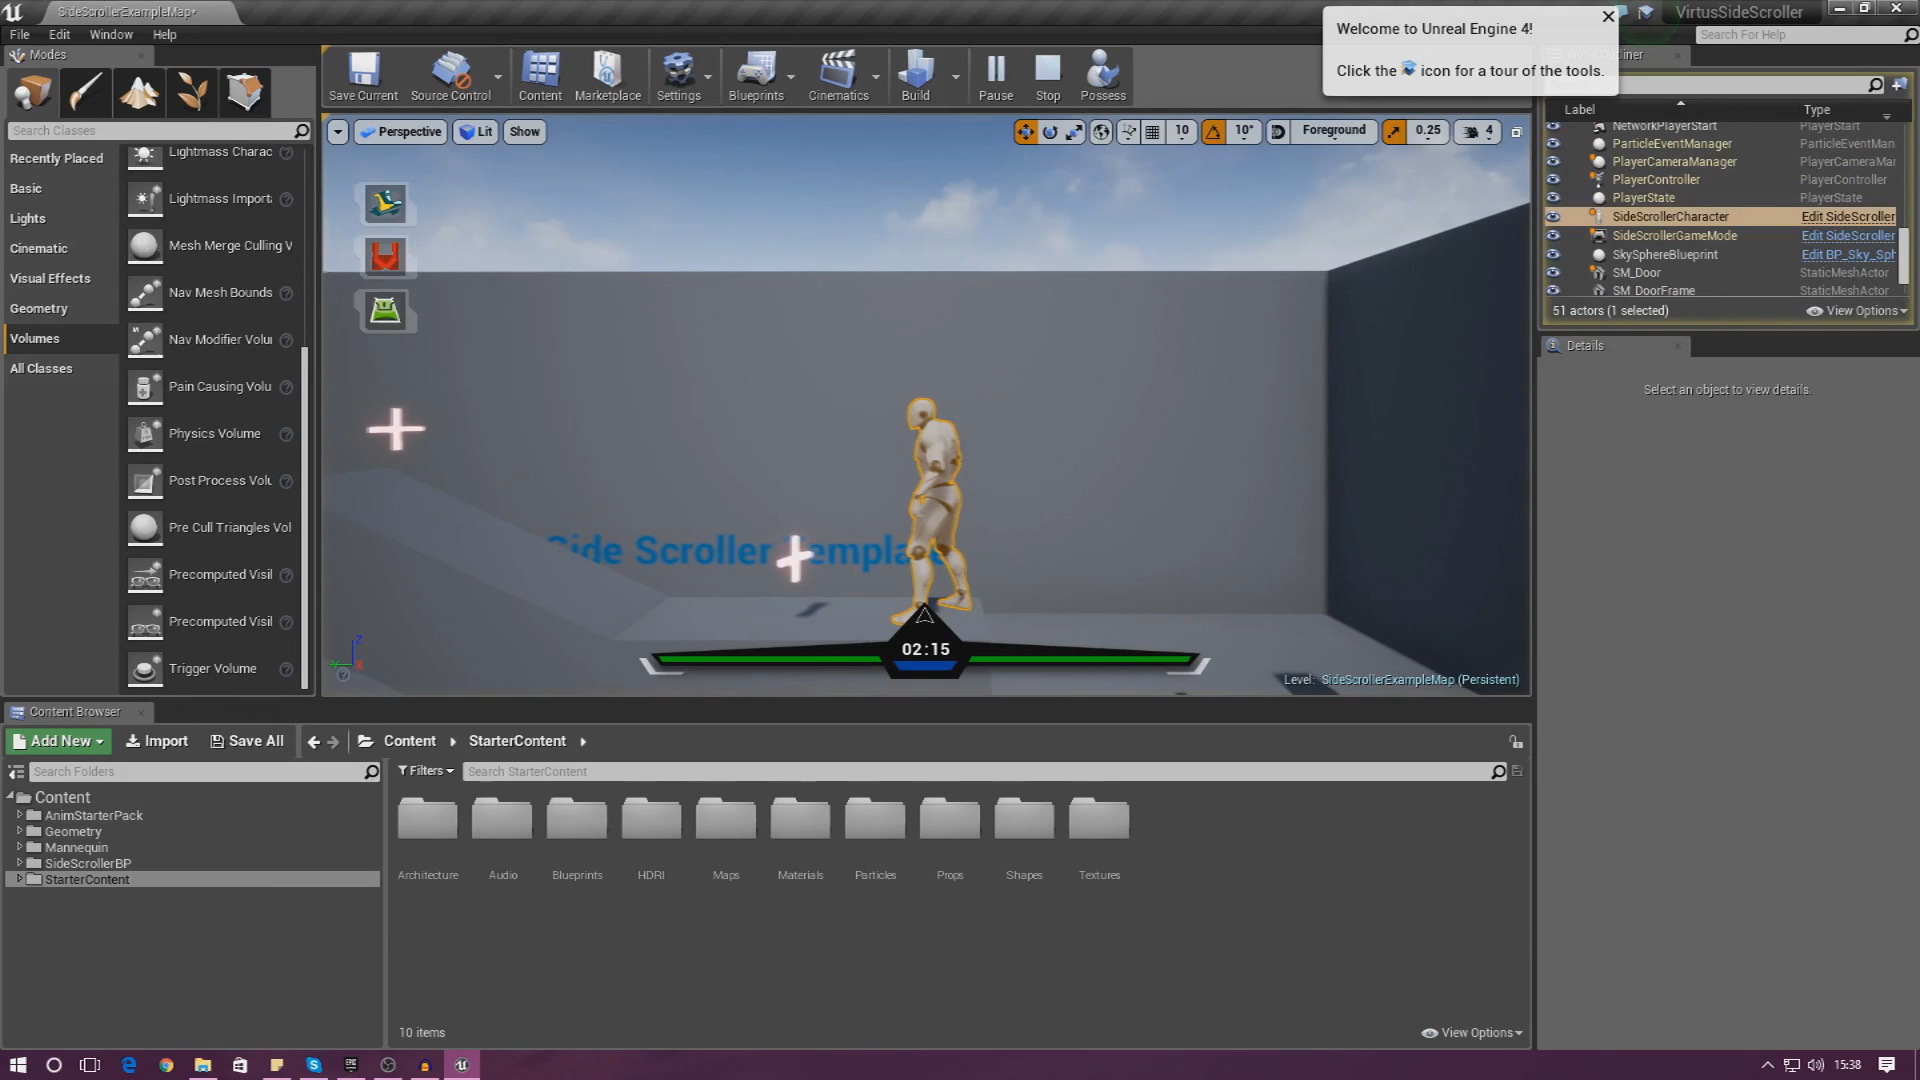 SideScrollerExampleMap*
VirtusSideScroller
File Edit Window Help
Search For Help
Welcome to Unreal Engine 4!
Click the icon for a tour of the tools.
Modes
Save Current
Source Control
Content
Marketplace
Settings
Blueprints
Cinematics
Build
Pause
Stop
Possess
Search Classes
Recently Placed
Basic
Lights
Cinematic
Visual Effects
Geometry
Volumes
All Classes
Lightmass Charac
Lightmass Import
Mesh Merge Culling V
Nav Mesh Bounds
Nav Modifier Volu
Pain Causing Volu
Physics Volume
Post Process Volu
Pre Cull Triangles Vol
Precomputed Visil
Precomputed Visil
Trigger Volume
Perspective
Lit
Show
10
10°
Foreground
0.25
4
Side Scroller Templa
02:15
Z
Level: SideScrollerExampleMap (Persistent)
Label Type
NetworkPlayerStart PlayerStart
ParticleEventManager ParticleEventMan
PlayerCameraManager PlayerCameraMar
PlayerController PlayerController
PlayerState PlayerState
SideScrollerCharacter Edit SideScroller
SideScrollerGameMode Edit SideScroller
SkySphereBlueprint Edit BP_Sky_Sph
SM_Door StaticMeshActor
SM_DoorFrame StaticMeshActor
51 actors (1 selected) View Options
Details
Select an object to view details.
Content Browser
Add New Import Save All Content StarterContent
Search Folders
Filters Search StarterContent
Content
AnimStarterPack
Geometry
Mannequin
SideScrollerBP
StarterContent
Architecture Audio Blueprints HDRI Maps Materials Particles Props Shapes Textures
10 items
View Options
15:38